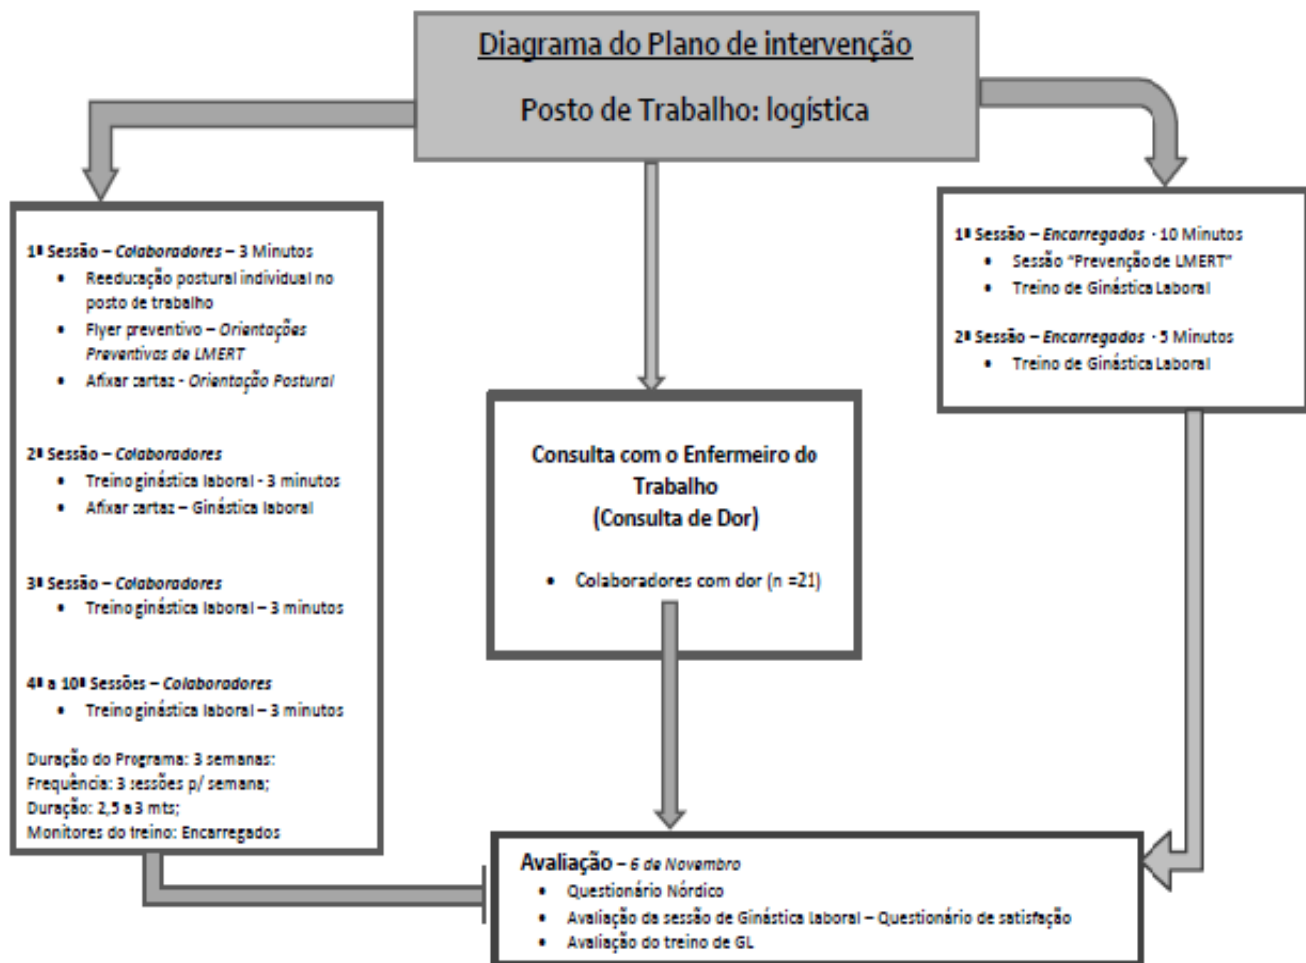 Diagrama do Plano de intervenção
Posto de Trabalho: logística
1ª Sessão – Colaboradores – 3 Minutos
• Reeducação postural individual no
posto de trabalho
• Flyer preventivo – Orientações
Preventivas de LMERT
• Afixar cartaz - Orientação Postural
2ª Sessão – Colaboradores
• Treino ginástica laboral - 3 minutos
• Afixar cartaz – Ginástica laboral
3ª Sessão – Colaboradores
• Treino ginástica laboral – 3 minutos
4ª a 10ª Sessões – Colaboradores
• Treino ginástica laboral – 3 minutos
Duração do Programa: 3 semanas:
Frequência: 3 sessões p/ semana;
Duração: 2,5 a 3 mts;
Monitores do treino: Encarregados
Consulta com o Enfermeiro do
Trabalho
(Consulta de Dor)
• Colaboradores com dor (n =21)
1ª Sessão – Encarregados - 10 Minutos
• Sessão “Prevenção de LMERT”
• Treino de Ginástica Laboral
2ª Sessão – Encarregados - 5 Minutos
• Treino de Ginástica Laboral
Avaliação – 6 de Novembro
• Questionário Nórdico
• Avaliação da sessão de Ginástica laboral – Questionário de satisfação
• Avaliação do treino de GL